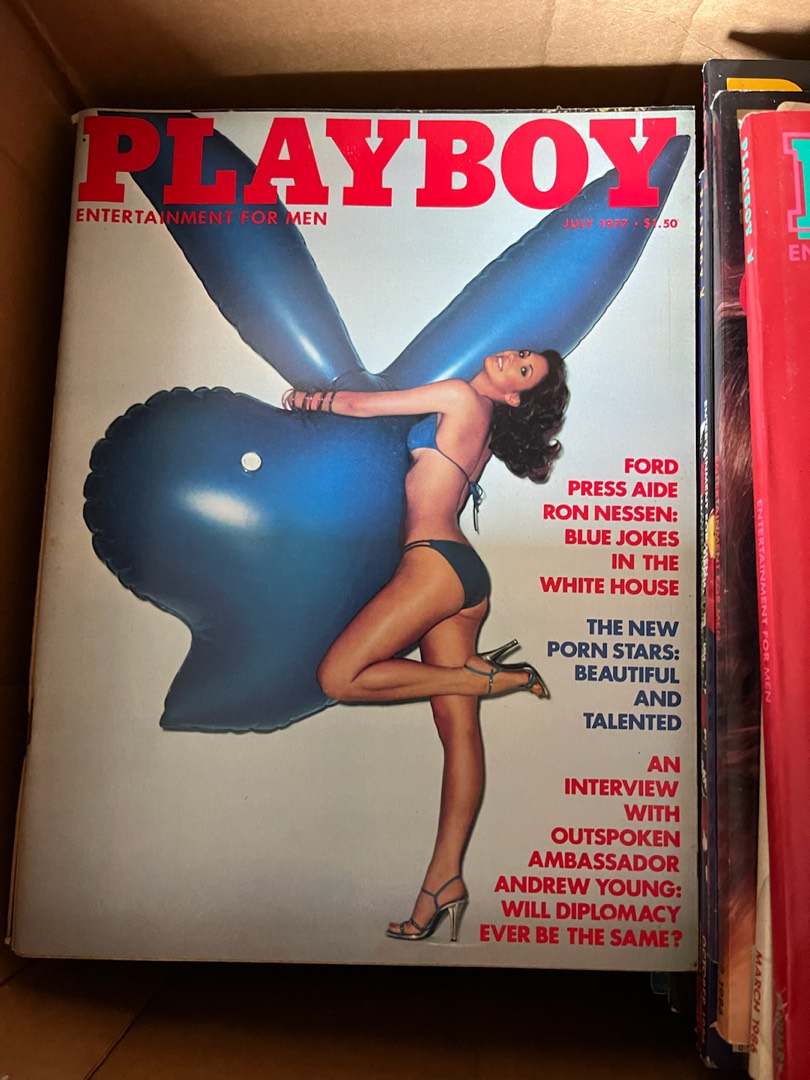 PLAYBOY
ENTERTAINMENT FOR MEN
JULY 1977 • $1.50
FORD
PRESS AIDE
RON NESSEN:
BLUE JOKES
IN THE
WHITE HOUSE
THE NEW
PORN STARS:
BEAUTIFUL
AND
TALENTED
AN
INTERVIEW
WITH
OUTSPOKEN
AMBASSADOR
ANDREW YOUNG:
WILL DIPLOMACY
EVER BE THE SAME?
PLAYBOY
ENTERTAINMENT FOR MEN
EN
MARCH